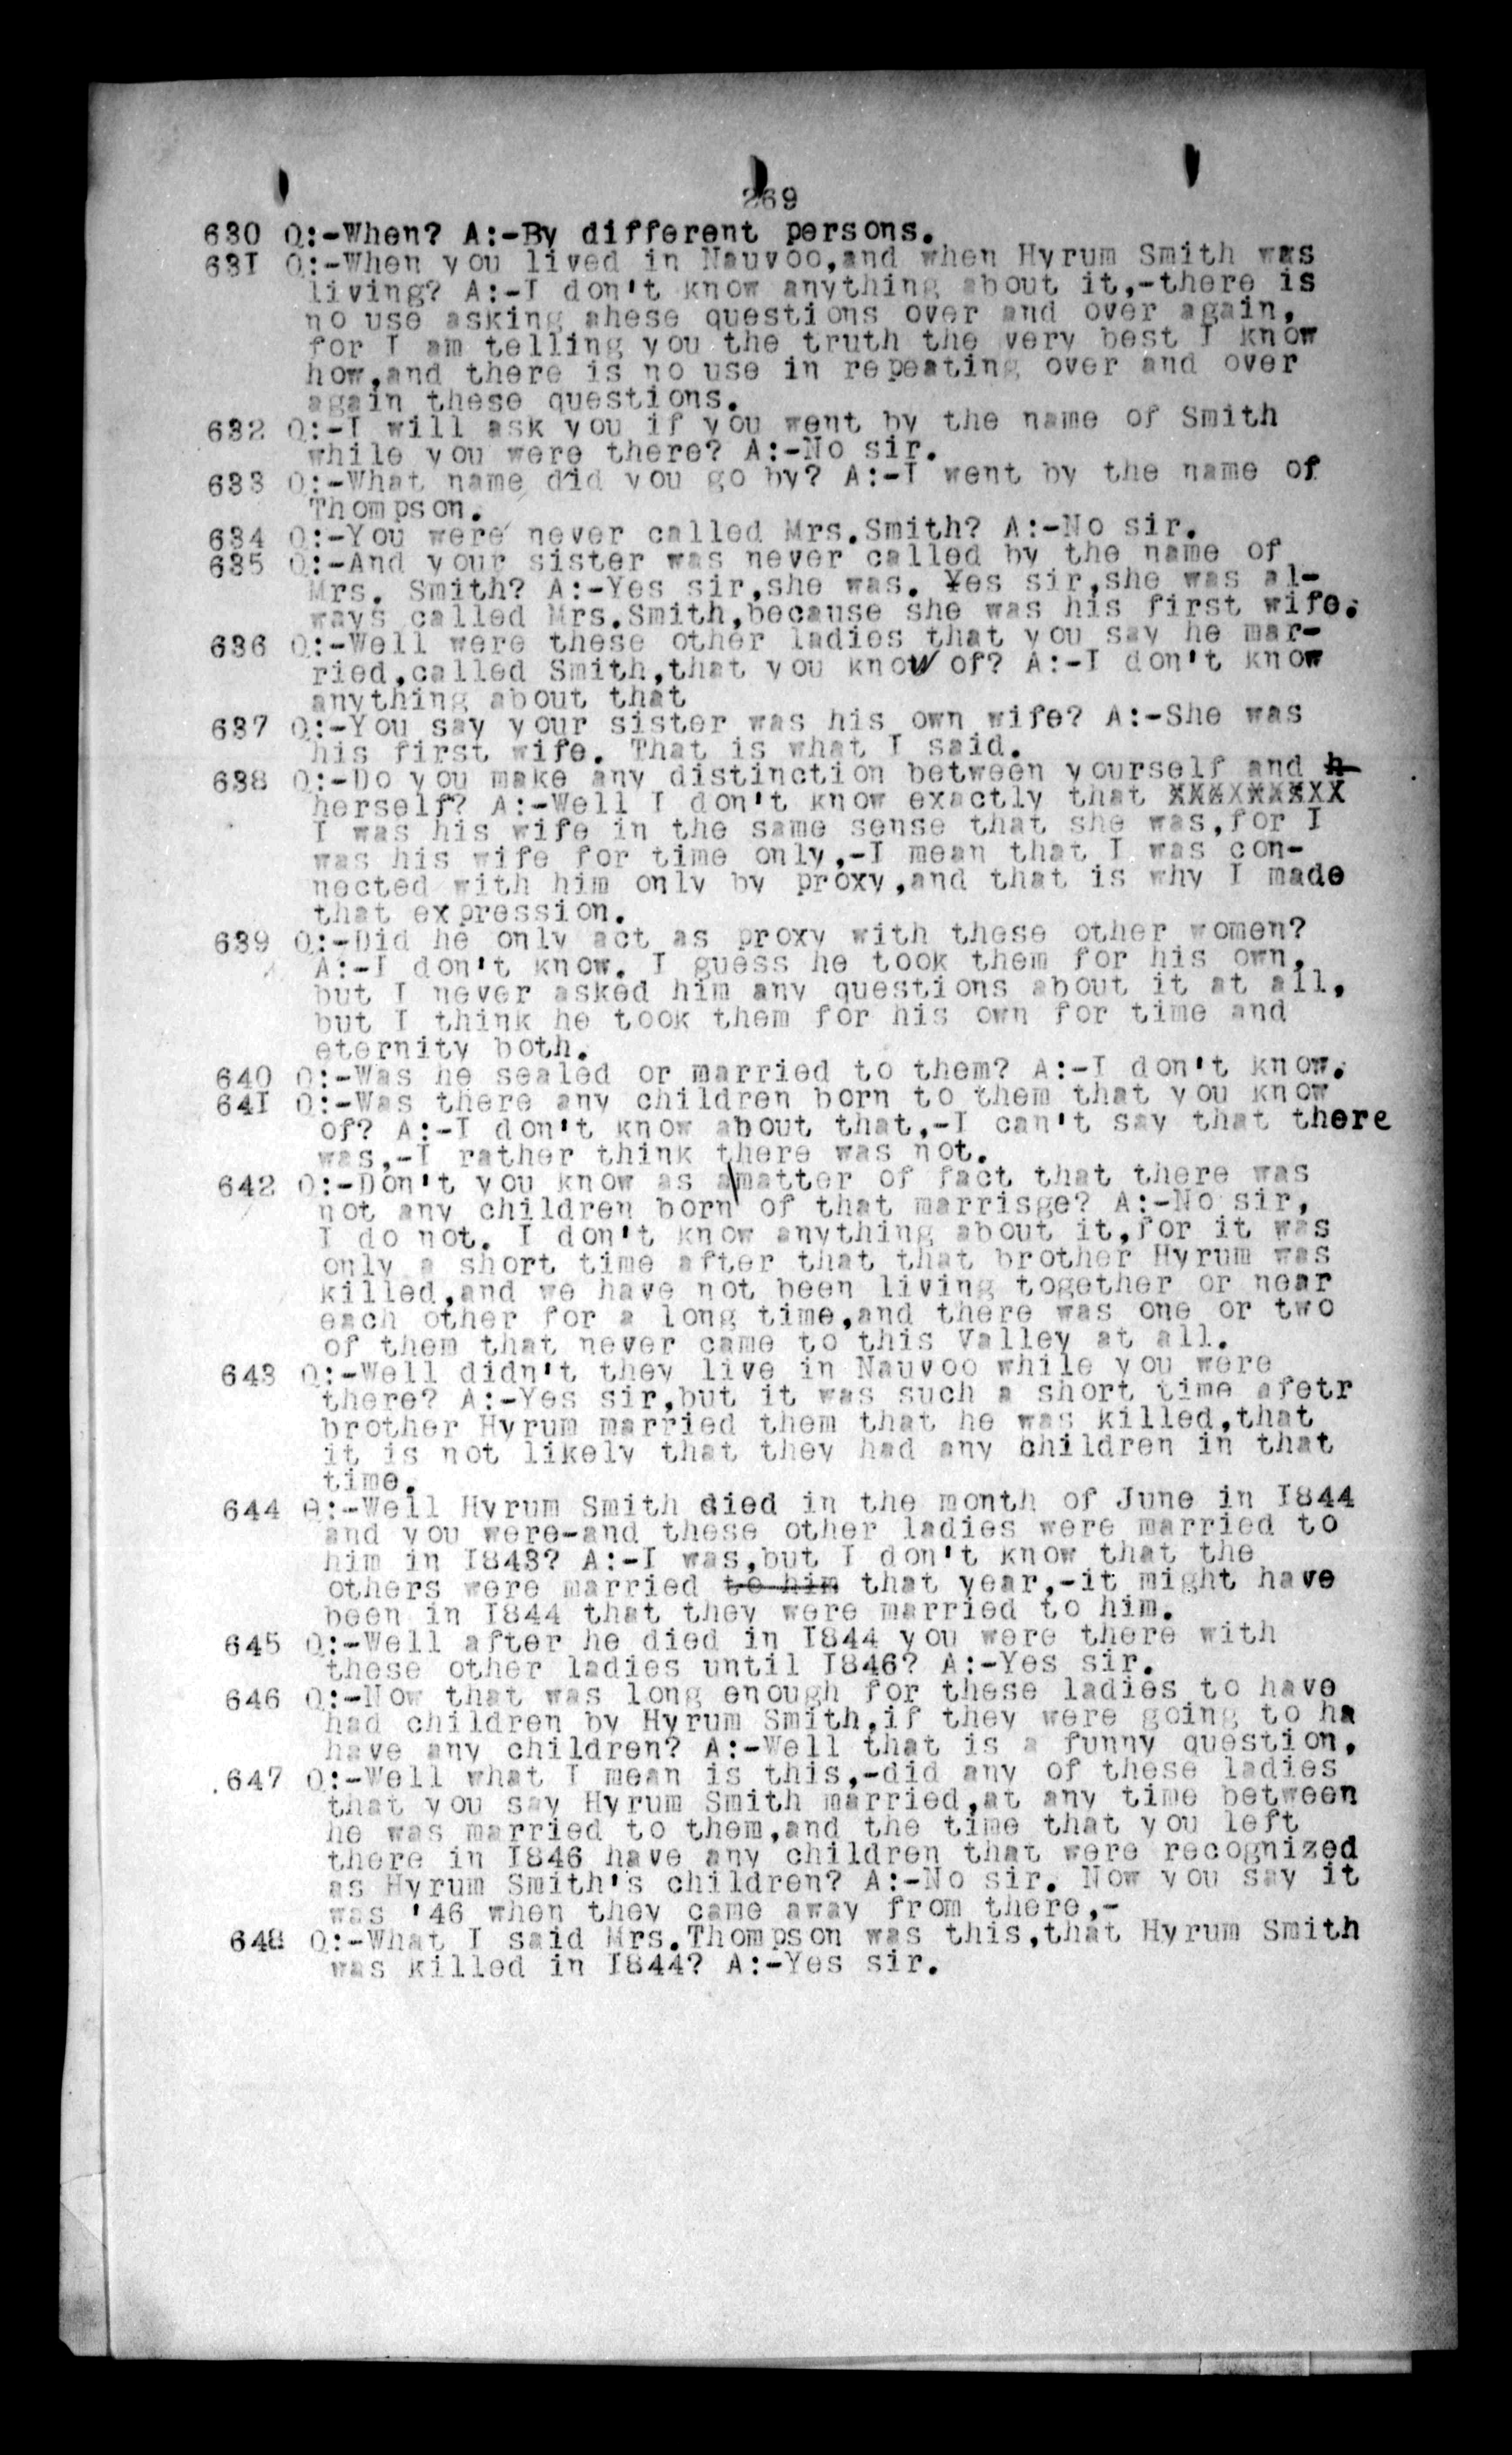 269
630 Q:-When? A:-By different persons.
631 Q:-When you lived in Nauvoo,and when Hyrum Smith was
living? A:-I don't know anything about it,-there is
no use asking ahese questions over and over again,
for I am telling you the truth the very best I know
how,and there is no use in repeating over and over
again these questions.
632 Q:-I will ask you if you went by the name of Smith
while you were there? A:-No sir.
633 Q:-What name did you go by? A:-I went by the name of
Thompson.
634 Q:-You were never called Mrs.Smith? A:-No sir.
635 Q:-And your sister was never called by the name of
Mrs. Smith? A:-Yes sir,she was. Yes sir,she was al-
ways called Mrs.Smith,because she was his first wife.
636 Q:-Well were these other ladies that you say he mar-
ried,called Smith,that you know of? A:-I don't know
anything about that
637 Q:-You say your sister was his own wife? A:-She was
his first wife. That is what I said.
638 Q:-Do you make any distinction between yourself and h
herself? A:-Well I don't know exactly that XXXXXXXXX
I was his wife in the same sense that she was,for I
was his wife for time only,-I mean that I was con-
nected with him only by proxy,and that is why I made
that expression.
639 Q:-Did he only act as proxy with these other women?
A:-I don't know. I guess he took them for his own,
but I never asked him any questions about it at all,
but I think he took them for his own for time and
eternity both.
640 Q:-Was he sealed or married to them? A:-I don't know.
641 Q:-Was there any children born to them that you know
of? A:-I don't know about that,-I can't say that there
was,-I rather think there was not.
642 Q:-Don't you know as a matter of fact that there was
not any children born of that marrisge? A:-No sir,
I do not. I don't know anything about it,for it was
only a short time after that that brother Hyrum was
killed,and we have not been living together or near
each other for a long time,and there was one or two
of them that never came to this Valley at all.
643 Q:-Well didn't they live in Nauvoo while you were
there? A:-Yes sir,but it was such a short time afetr
brother Hyrum married them that he was killed,that
it is not likely that they had any children in that
time.
644 Q:-Well Hyrum Smith died in the month of June in 1844
and you were-and these other ladies were married to
him in 1843? A:-I was,but I don't know that the
others were married to him that year,-it might have
been in 1844 that they were married to him.
645 Q:-Well after he died in 1844 you were there with
these other ladies until 1846? A:-Yes sir.
646 Q:-Now that was long enough for these ladies to have
had children by Hyrum Smith,if they were going to ha
have any children? A:-Well that is a funny question.
647 Q:-Well what I mean is this,-did any of these ladies
that you say Hyrum Smith married,at any time between
he was married to them,and the time that you left
there in 1846 have any children that were recognized
as Hyrum Smith's children? A:-No sir. Now you say it
was '46 when they came away from there,-
648 Q:-What I said Mrs.Thompson was this,that Hyrum Smith
was killed in 1844? A:-Yes sir.